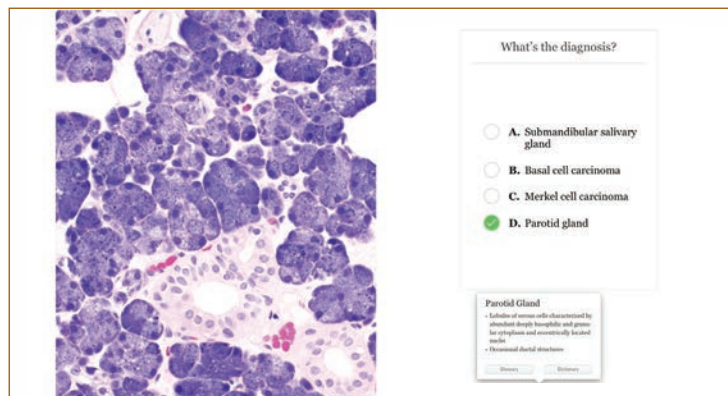 What's the diagnosis?
A. Submandibular salivary
gland
B. Basal cell carcinoma
C. Merkel cell carcinoma
D. Parotid gland
Parotid Gland
• Lobules of serous cells characterized by
abundant deeply basophilic and granu-
lar cytoplasm and eccentrically located
nuclei
• Occasional ductal structures
Dictionary